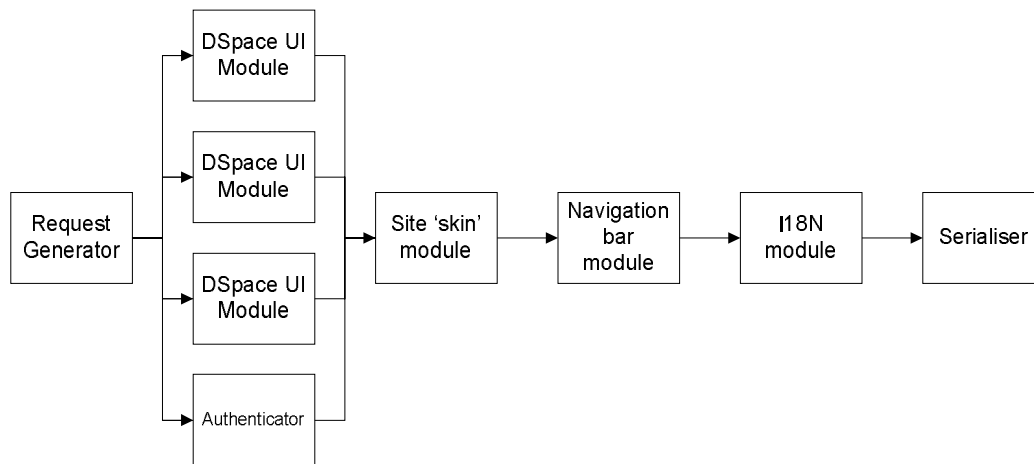 Request
Generator
DSpace UI
Module
DSpace UI
Module
DSpace UI
Module
Authenticator
Site ‘skin’
module
Navigation
bar
module
I18N
module
Serialiser